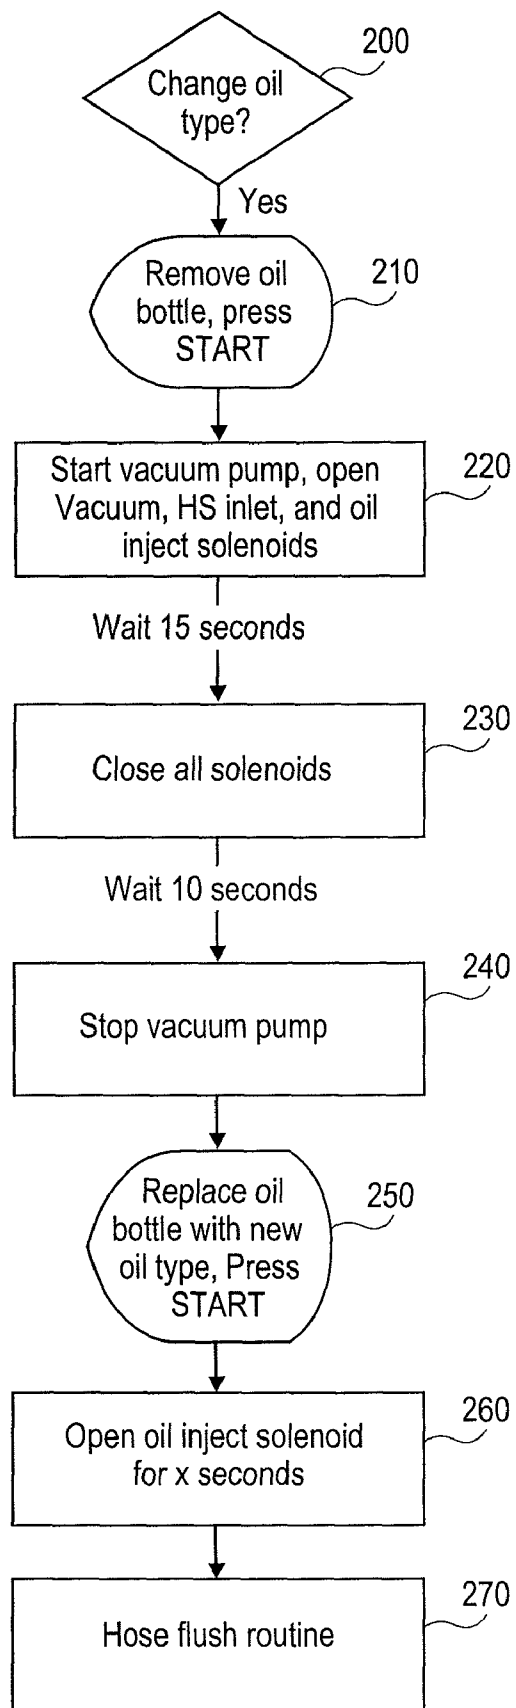 200
Change oil
type?
Yes
210
Remove oil
bottle, press
START
220
Start vacuum pump, open
Vacuum, HS inlet, and oil
inject solenoids
Wait 15 seconds
230
Close all solenoids
Wait 10 seconds
240
Stop vacuum pump
250
Replace oil
bottle with new
oil type, Press
START
260
Open oil inject solenoid
for x seconds
270
Hose flush routine